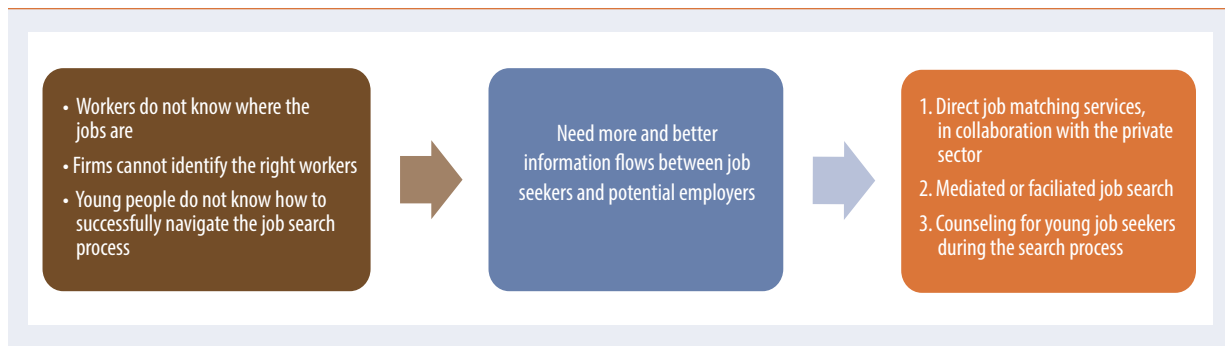 • Workers do not know where the
jobs are
• Firms cannot identify the right workers
• Young people do not know how to
successfully navigate the job search
process
Need more and better
information flows between job
seekers and potential employers
1. Direct job matching services,
in collaboration with the private
sector
2. Mediated or faciliated job search
3. Counseling for young job seekers
during the search process